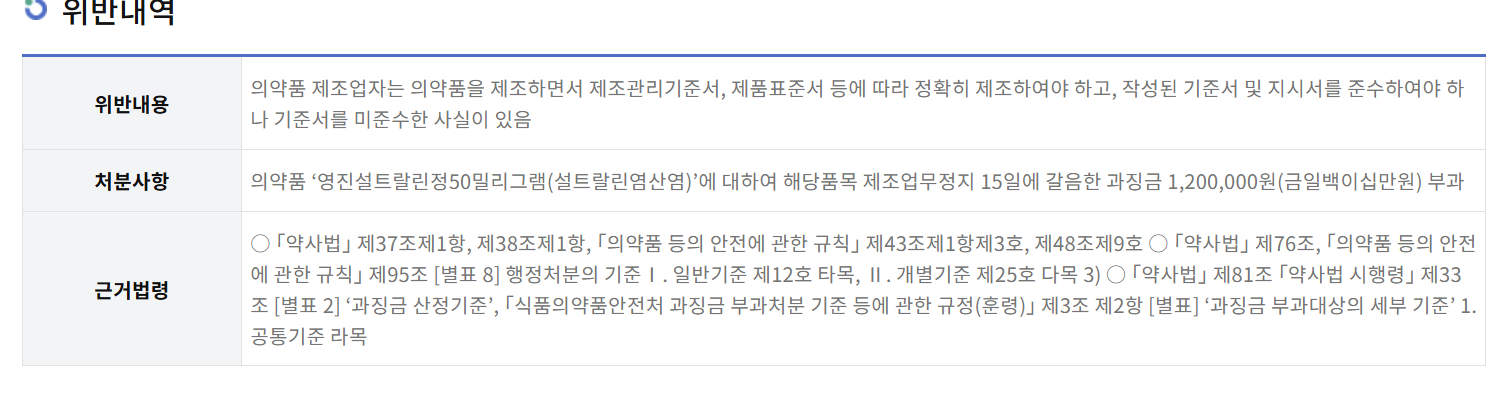 위반내역
위반내용
의약품 제조업자는 의약품을 제조하면서 제조관리기준서, 제품표준서 등에 따라 정확히 제조하여야 하고, 작성된 기준서 및 지시서를 준수하여야 하
나 기준서를 미준수한 사실이 있음
처분사항
의약품 ‘영진설트랄린정50밀리그램(설트랄린염산염)’에 대하여 해당품목 제조업무정지 15일에 갈음한 과징금 1,200,000원(금일백이십만원) 부과
근거법령
○ ｢약사법｣ 제37조제1항, 제38조제1항, ｢의약품 등의 안전에 관한 규칙｣ 제43조제1항제3호, 제48조제9호 ○ ｢약사법｣ 제76조, ｢의약품 등의 안전
에 관한 규칙｣ 제95조 [별표 8] 행정처분의 기준 Ⅰ. 일반기준 제12호 타목, Ⅱ. 개별기준 제25호 다목 3) ○ ｢약사법｣ 제81조 ｢약사법 시행령｣ 제33
조 [별표 2] ‘과징금 산정기준’, ｢식품의약품안전처 과징금 부과처분 기준 등에 관한 규정(훈령)｣ 제3조 제2항 [별표] ‘과징금 부과대상의 세부 기준’ 1.
공통기준 라목